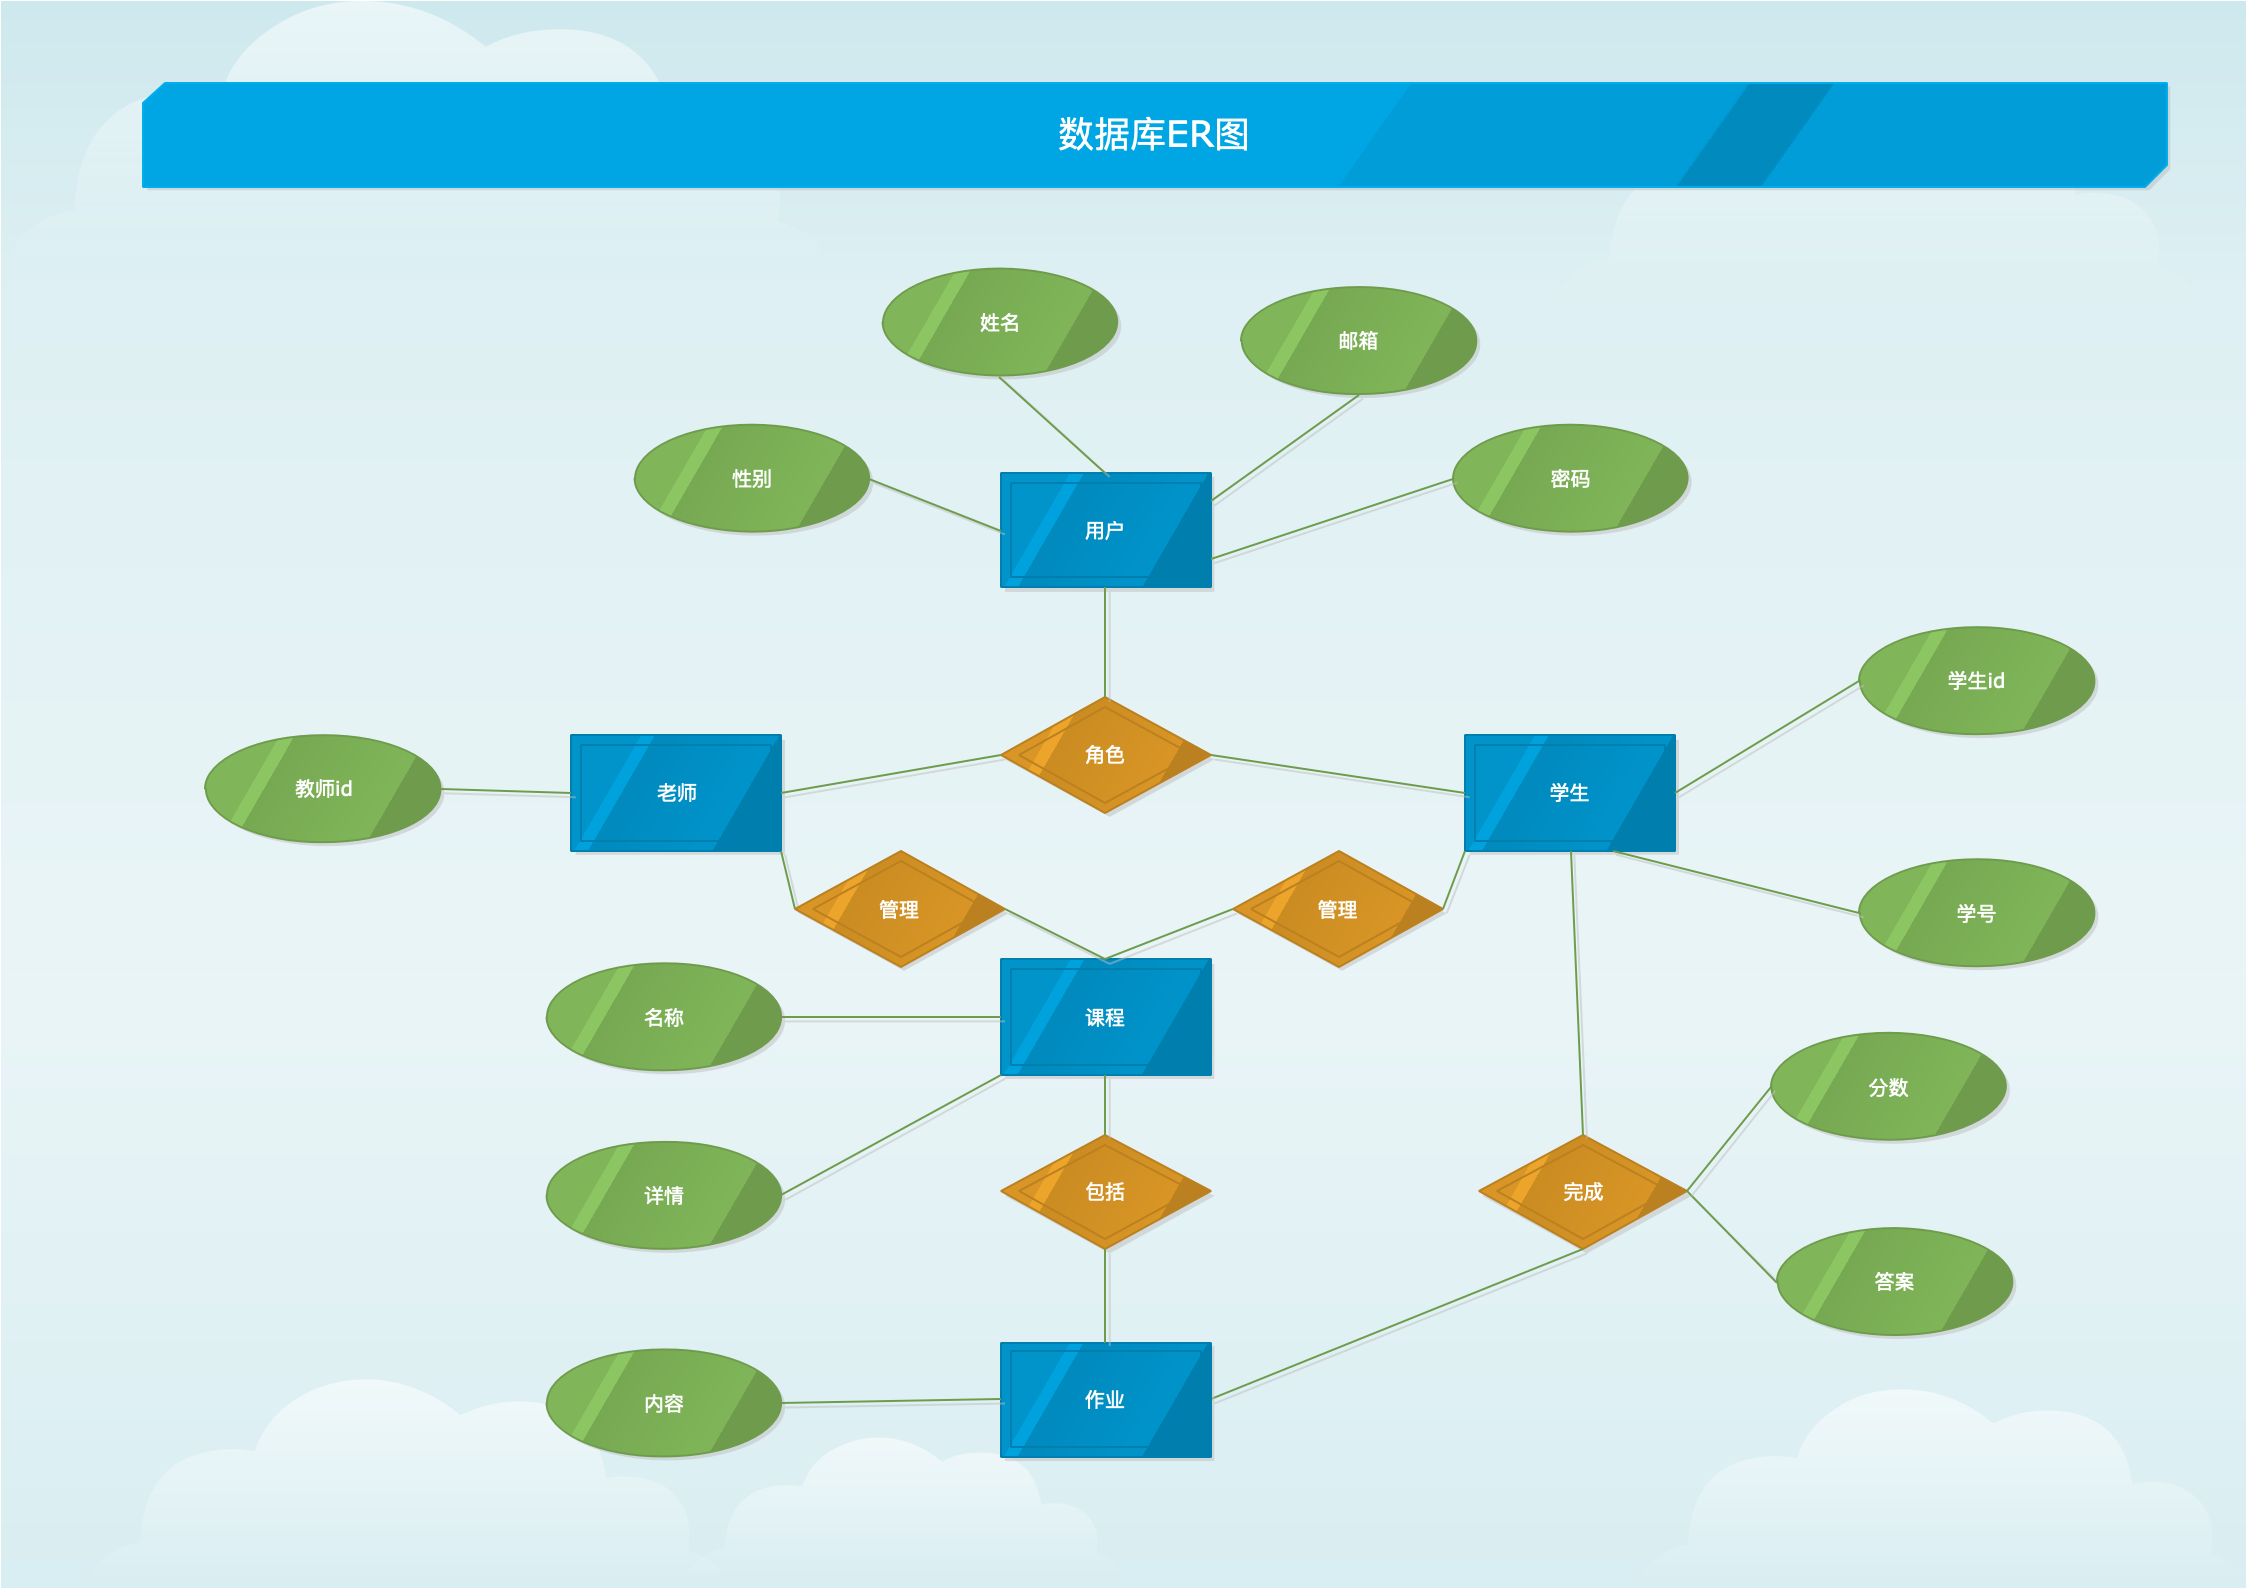 数据库ER图
姓名
邮箱
性别
密码
用户
学生id
教师id
老师
角色
学生
管理
管理
学号
名称
课程
分数
详情
包括
完成
答案
内容
作业